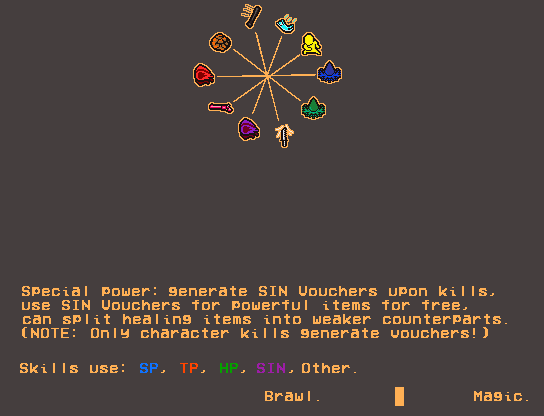 Special power: generate SIN Vouchers upon kills,
use SIN Vouchers for powerful items for free,
can split healing items into weaker counterparts.
(NOTE: Only character kills generate vouchers!)
Skills use: SP, TP, HP, SIN, Other.
Brawl. Magic.